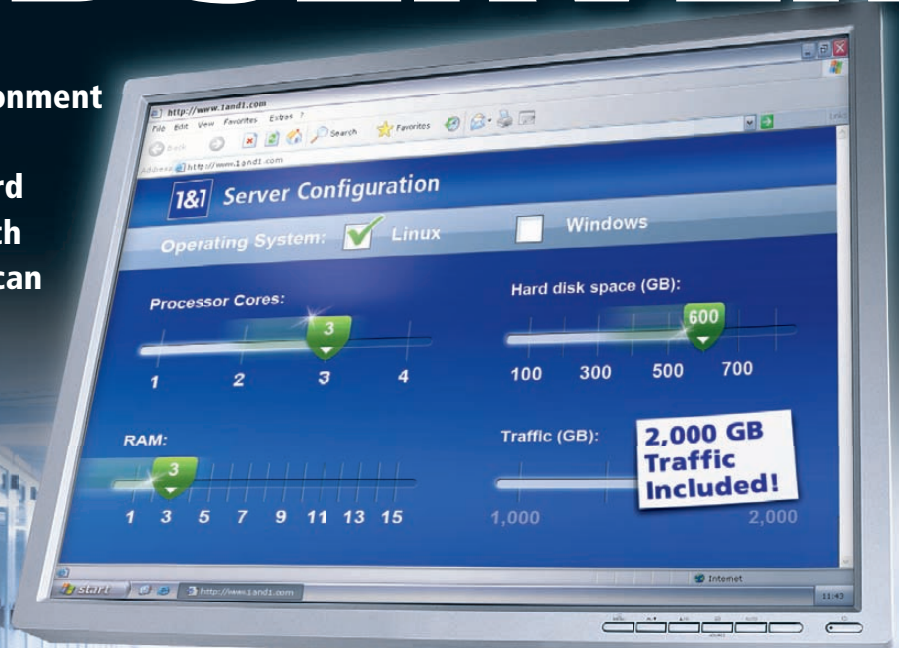 onment
rd
th
can
http://www.1and1.com
File Edit View Favorites Extras ?
Back Search Favorites
Address http://www.1and1.com Links
1&1 Server Configuration
Operating System: Linux Windows
Processor Cores:
3
1 2 3 4
Hard disk space (GB):
600
100 300 500 700
RAM:
3
1 3 5 7 9 11 13 15
Traffic (GB):
2,000 GB
Traffic
Included!
1,000 2,000
Internet
start http://www.1and1.com 11:43